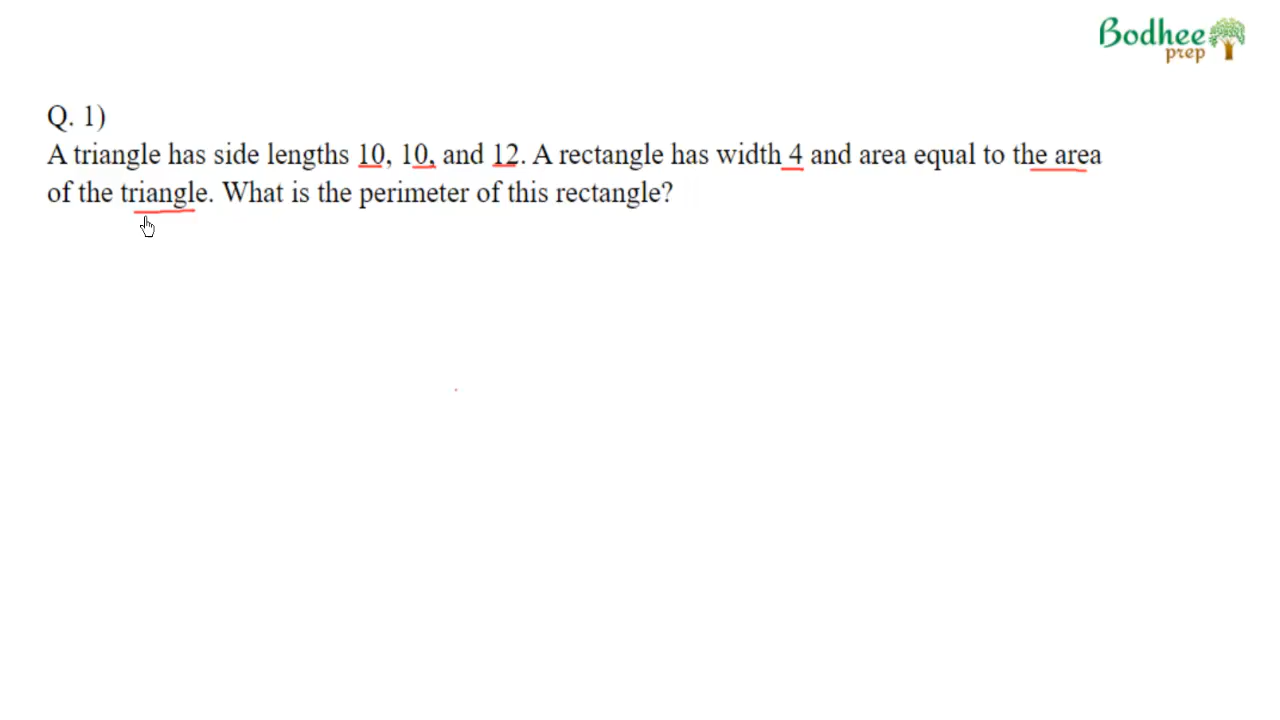 Bodhee
prep
Q. 1)
A triangle has side lengths 10, 10, and 12. A rectangle has width 4 and area equal to the area
of the triangle. What is the perimeter of this rectangle?